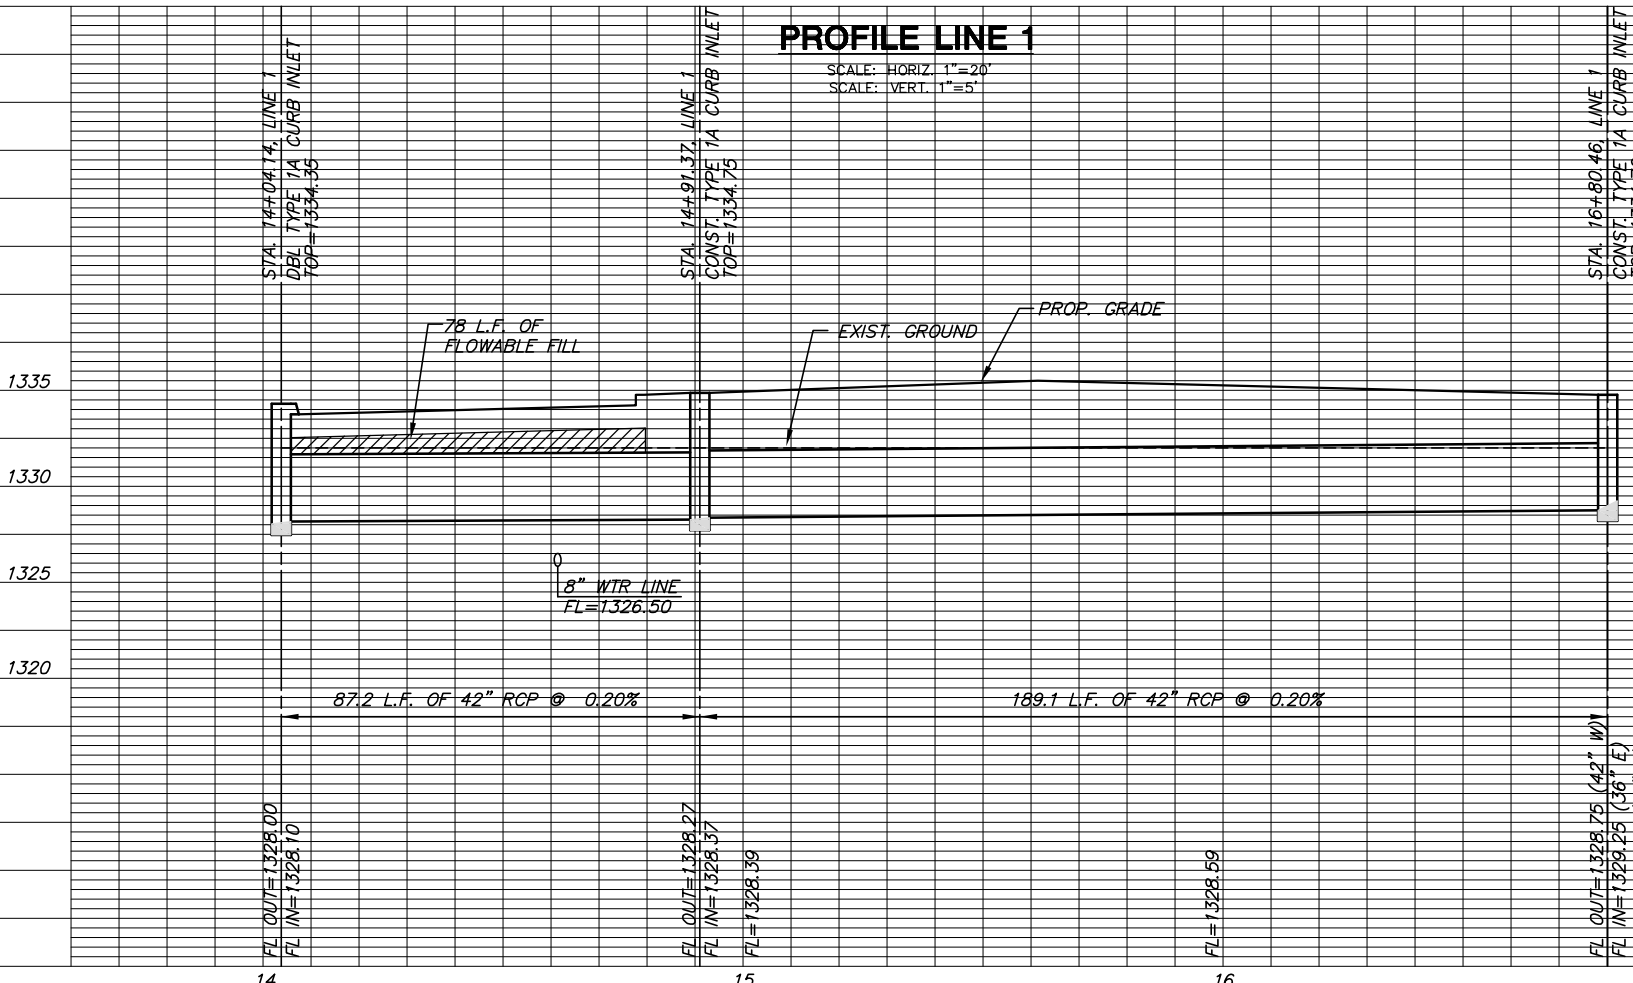 PROFILE LINE 1
SCALE: HORIZ. 1"=20'
SCALE: VERT. 1"=5'
STA. 14+04.14, LINE 1
DBL TYPE 1A CURB INLET
TOP=1334.35
STA. 14+91.37, LINE 1
CONST. TYPE 1A CURB INLET
TOP=1334.75
STA. 16+80.46, LINE 1
CONST. TYPE 1A CURB INLET
78 L.F. OF
FLOWABLE FILL
EXIST. GROUND
PROP. GRADE
1335
1330
1325
1320
8" WTR LINE
FL=1326.50
87.2 L.F. OF 42" RCP @ 0.20%
189.1 L.F. OF 42" RCP @ 0.20%
FL OUT=1328.00
FL IN=1328.10
FL OUT=1328.27
FL IN=1328.37
FL=1328.39
FL=1328.59
FL OUT=1328.75 (42" W)
FL IN=1329.25 (36" E)
14
15
16